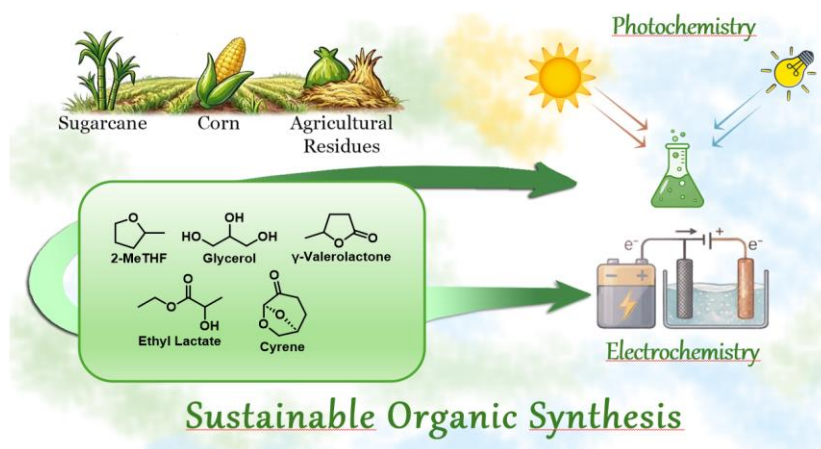 Photochemistry
Sugarcane
Corn
Agricultural
Residues
O
OH
HO
OH
O
O
2-MeTHF
Glycerol
γ-Valerolactone
O
O
OH
O
O
O
Ethyl Lactate
Cyrene
e-
+
e-
− +
Electrochemistry
Sustainable Organic Synthesis